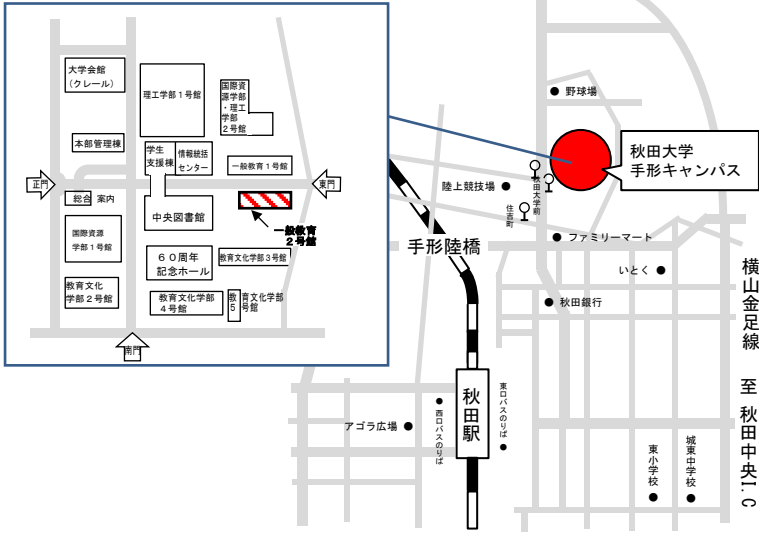 大学会館
(クレール)
理工学部１号館
国際資
源学部
・理工
学部
２号館
本部管理棟
学生
支援棟
情報統括
センター
一般教育１号館
正門
東門
総合 案内
中央図書館
一般教育
２号館
国際資源
学部１号館
６０周年
記念ホール
教育文化学部３号館
教育文化
学部２号館
教育文化学部
４号館
教育文化学部
５号館
南門
野球場
秋田大学
手形キャンパス
陸上競技場
秋田大学前
住吉町
ファミリーマート
手形陸橋
いとく
秋田銀行
横山金足線 至 秋田中央I.C
秋田駅
東口バスのりば
西口バスのりば
アゴラ広場
東小学校
城東中学校